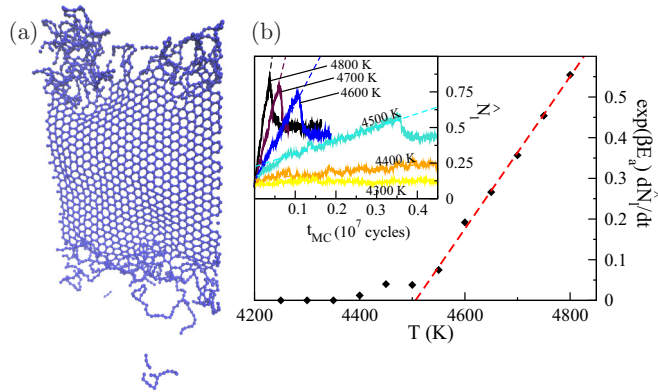 (a)
(b)
4800 K
4700 K
4600 K
4500 K
4400 K
4300 K
0.75
0.5
0.25
0
N̂_l
0.1 0.2 0.3 0.4
t_MC (10^7 cycles)
0.5
0.4
0.3
0.2
0.1
0
exp(βE_a) dN̂_l/dt
4200 4400 4600 4800
T (K)